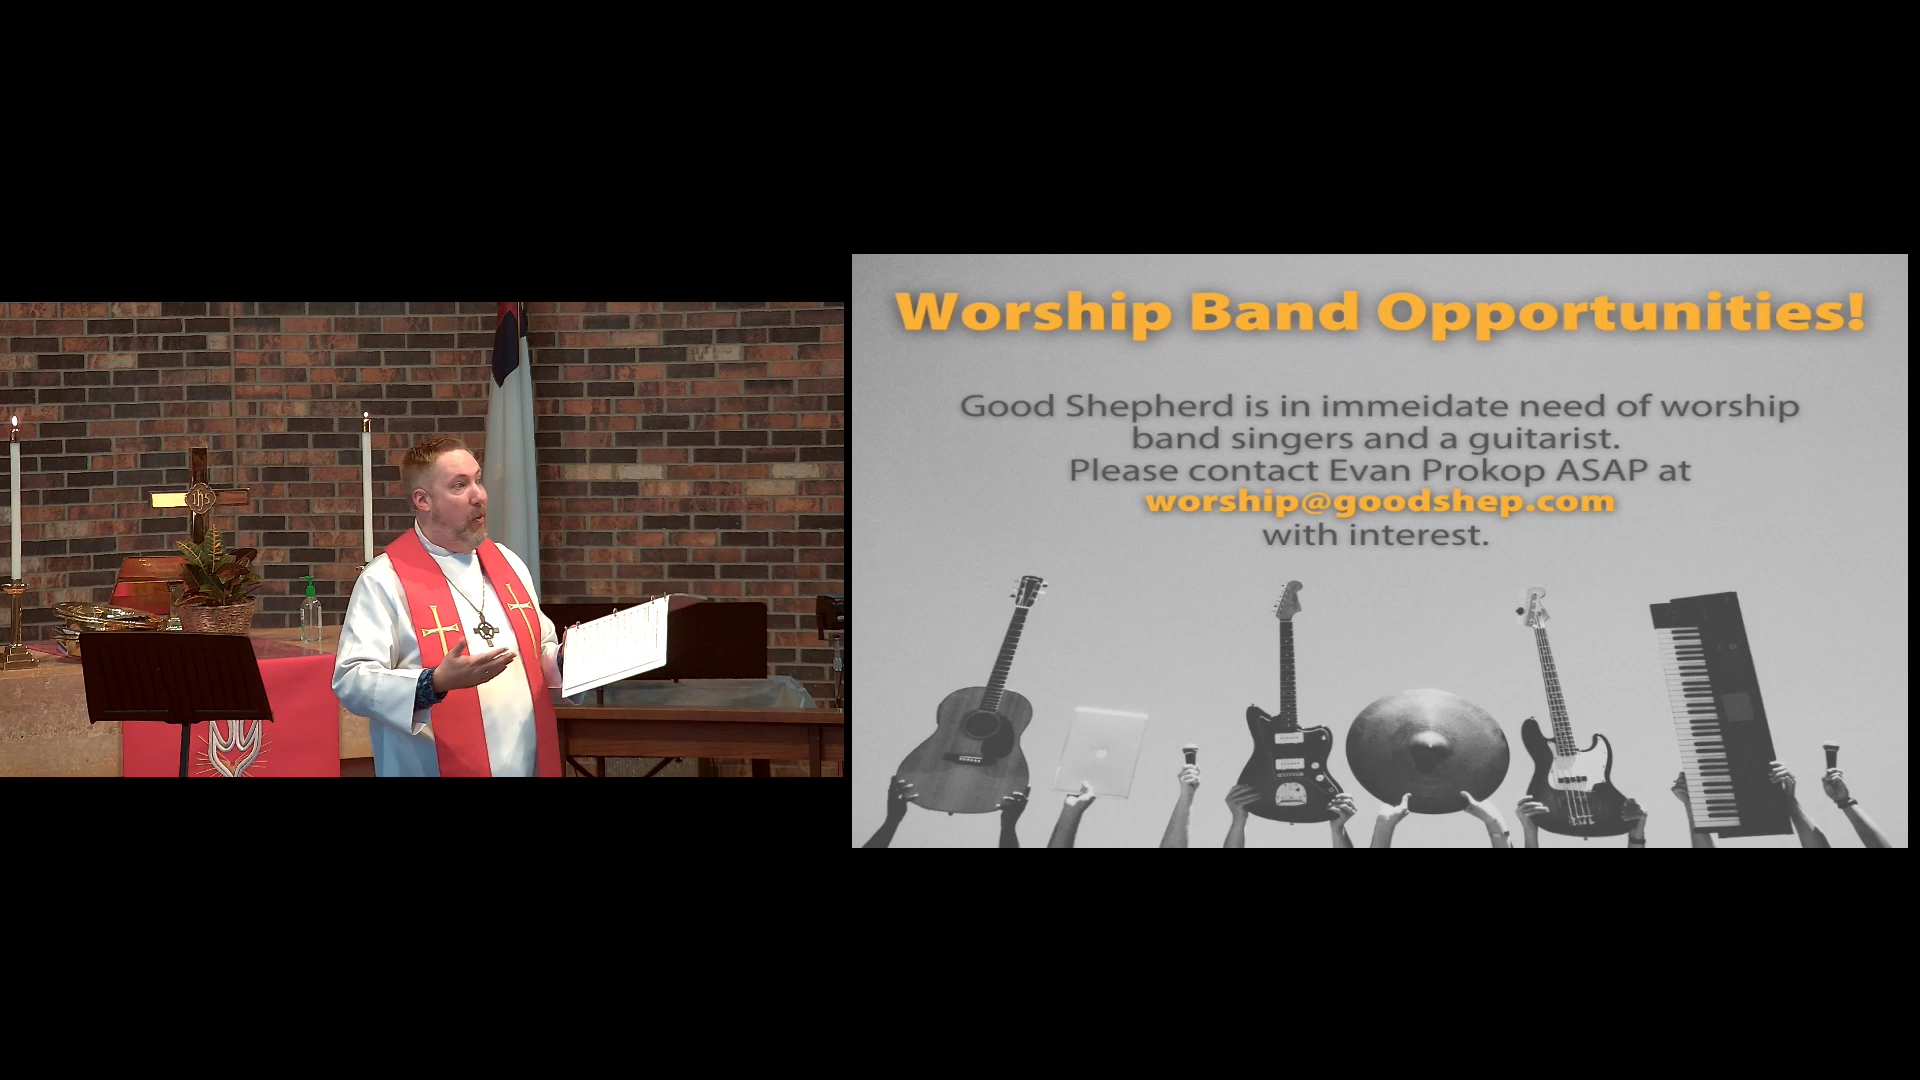 Worship Band Opportunities!
Good Shepherd is in immeidate need of worship
band singers and a guitarist.
Please contact Evan Prokop ASAP at
worship@goodshep.com
with interest.
ihs